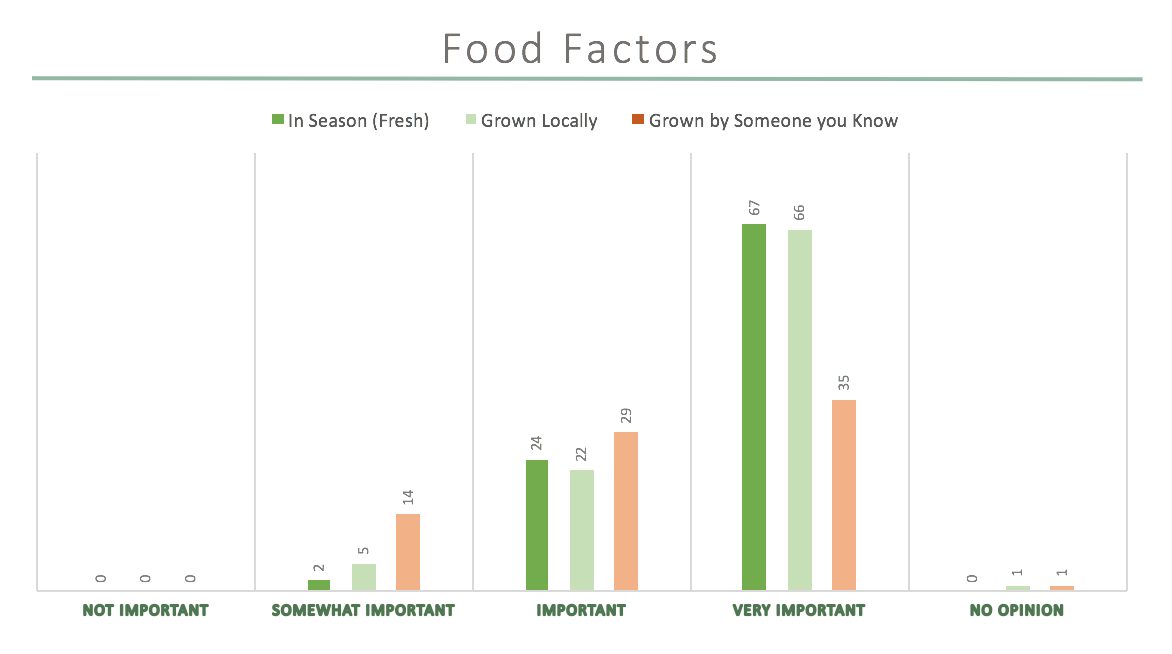 Food Factors
In Season (Fresh) Grown Locally Grown by Someone you Know
0 0 0 2 5 14 24 22 29 67 66 35 0 1 1
NOT IMPORTANT SOMEWHAT IMPORTANT IMPORTANT VERY IMPORTANT NO OPINION